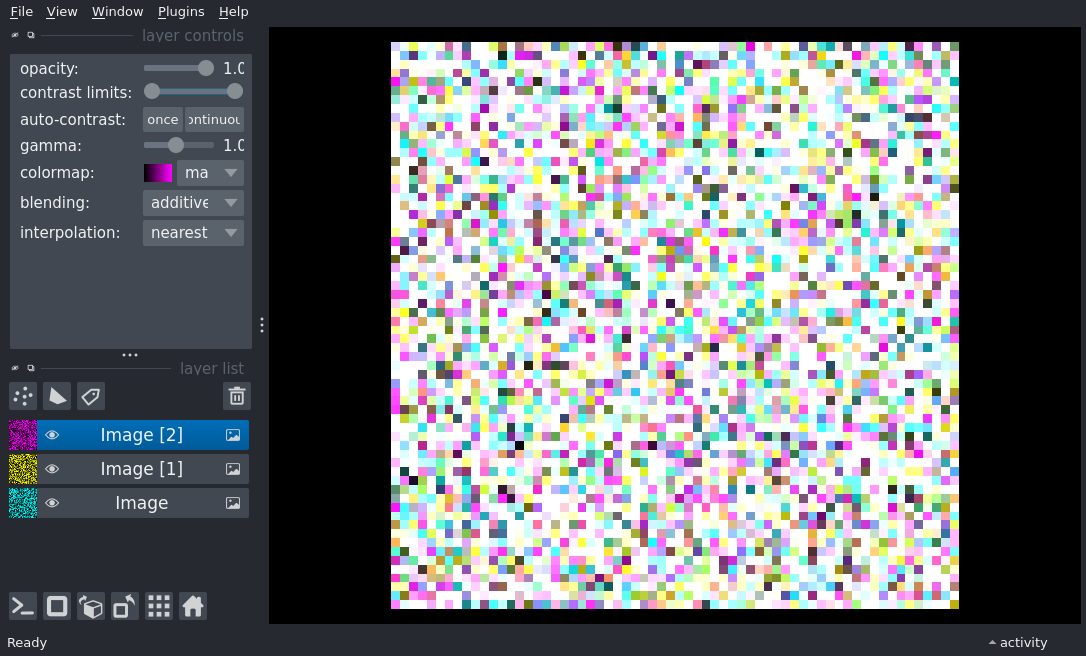 File View Window Plugins Help
layer controls
opacity: 1.0
contrast limits:
auto-contrast: once ontinuou
gamma: 1.0
colormap: ma
blending: additive
interpolation: nearest
layer list
Image [2]
Image [1]
Image
Ready
activity